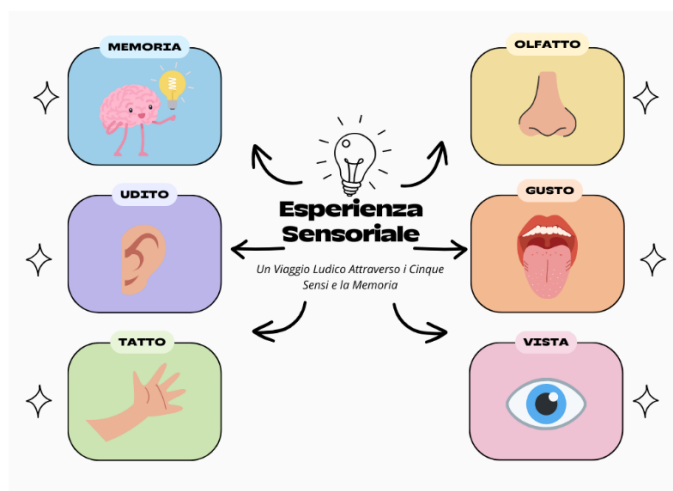 MEMORIA
OLFATTO
UDITO
GUSTO
Esperienza
Sensoriale
Un Viaggio Ludico Attraverso i Cinque
Sensi e la Memoria
TATTO
VISTA